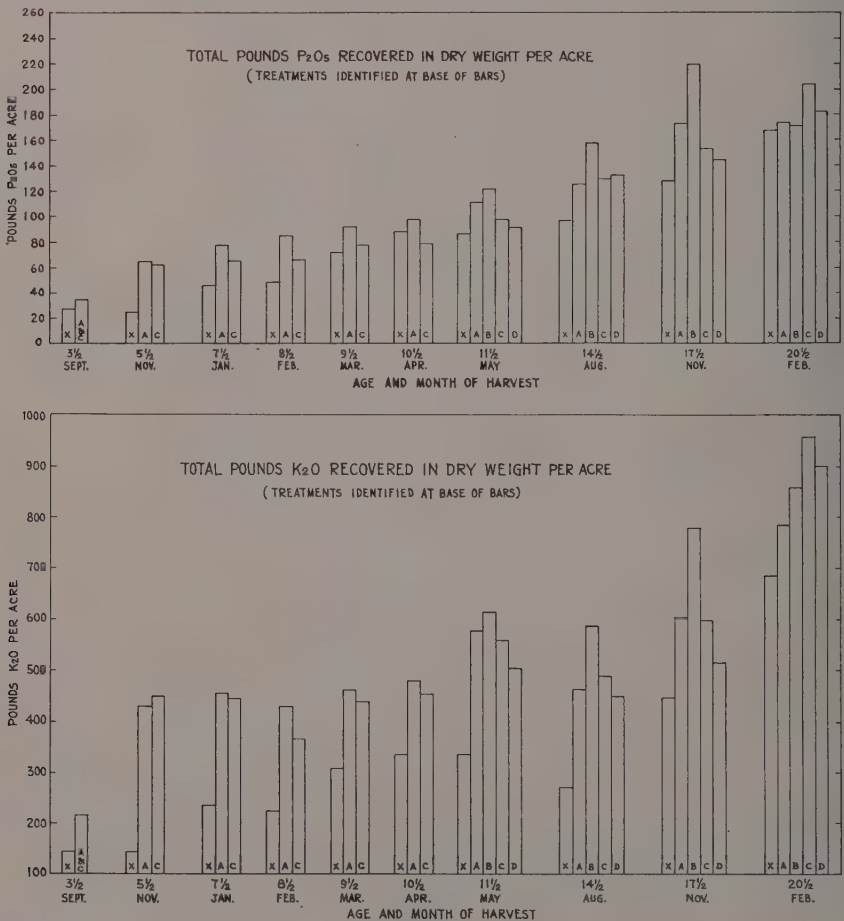 TOTAL POUNDS P2O5 RECOVERED IN DRY WEIGHT PER ACRE
(TREATMENTS IDENTIFIED AT BASE OF BARS)
POUNDS P2O5 PER ACRE
260
240
220
200
180
160
140
120
100
80
60
40
20
0
X A B C X A C X A C X A C X A C X A C X A B C D X A B C D X A B C D X A B C D
3½ 5½ 7½ 8½ 9½ 10½ 11½ 14½ 17½ 20½
SEPT. NOV. JAN. FEB. MAR. APR. MAY AUG. NOV. FEB.
AGE AND MONTH OF HARVEST
TOTAL POUNDS K2O RECOVERED IN DRY WEIGHT PER ACRE
(TREATMENTS IDENTIFIED AT BASE OF BARS)
POUNDS K2O PER ACRE
1000
900
800
700
600
500
400
300
200
100
X A B C X A C X A C X A C X A C X A C X A B C D X A B C D X A B C D X A B C D
3½ 5½ 7½ 8½ 9½ 10½ 11½ 14½ 17½ 20½
SEPT. NOV. JAN. FEB. MAR. APR. MAY AUG. NOV. FEB.
AGE AND MONTH OF HARVEST